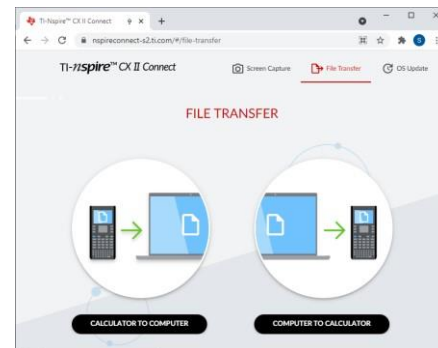 TI-Nspire™ CX II Connect
nspireconnect-s2.ti.com/#/file-transfer
TI-nspire™ CX II Connect
Screen Capture
File Transfer
OS Update
FILE TRANSFER
CALCULATOR TO COMPUTER
COMPUTER TO CALCULATOR